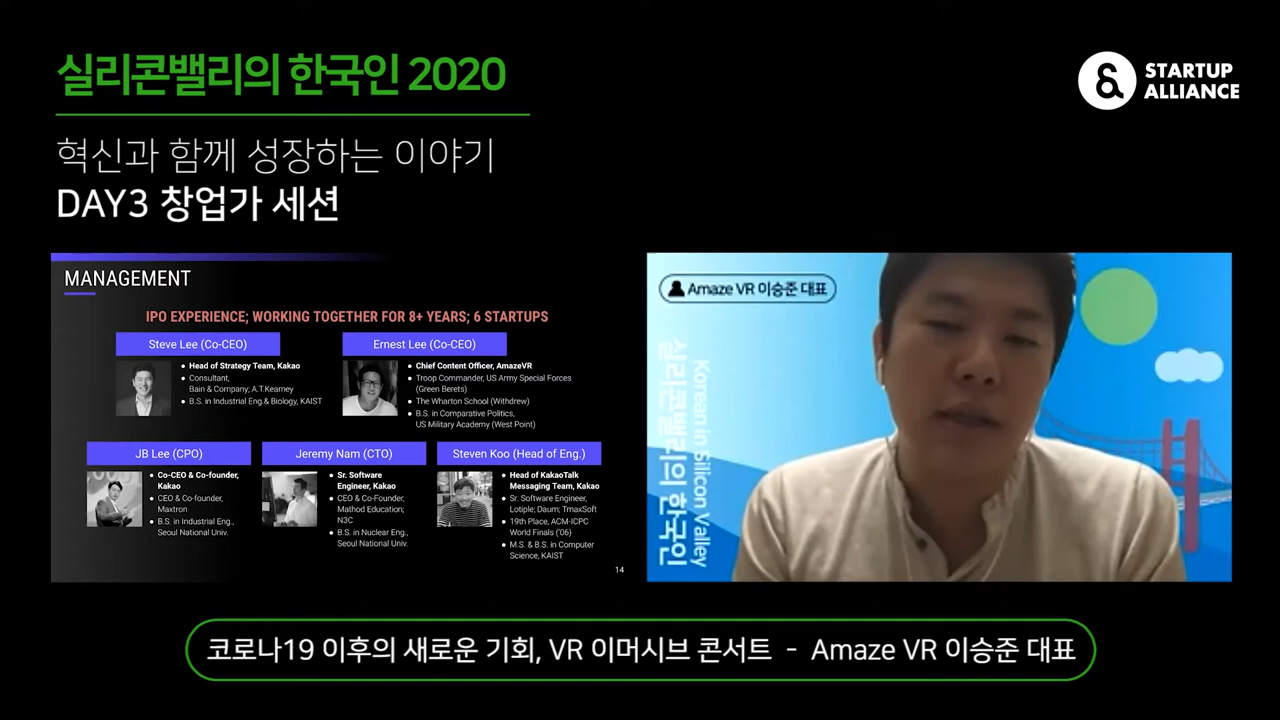 실리콘밸리의 한국인 2020
혁신과 함께 성장하는 이야기
DAY3 창업가 세션
STARTUP
ALLIANCE
MANAGEMENT
IPO EXPERIENCE; WORKING TOGETHER FOR 8+ YEARS; 6 STARTUPS
Steve Lee (Co-CEO)
● Head of Strategy Team, Kakao
● Consultant,
Bain & Company; A.T.Kearney
● B.S. in Industrial Eng.& Biology, KAIST
Ernest Lee (Co-CEO)
● Chief Content Officer, AmazeVR
● Troop Commander, US Army Special Forces
(Green Berets)
● The Wharton School (Withdrew)
● B.S. in Comparative Politics,
US Military Academy (West Point)
JB Lee (CPO)
● Co-CEO & Co-founder,
Kakao
● CEO & Co-founder,
Maxtron
● B.S. in Industrial Eng.,
Seoul National Univ.
Jeremy Nam (CTO)
● Sr. Software
Engineer, Kakao
● CEO & Co-Founder,
Mathod Education;
N3C
● B.S. in Nuclear Eng.,
Seoul National Univ.
Steven Koo (Head of Eng.)
● Head of KakaoTalk
Messaging Team, Kakao
● Sr. Software Engineer,
Lotiple; Daum; TmaxSoft
● 19th Place, ACM-ICPC
World Finals ('06)
● M.S. & B.S. in Computer
Science, KAIST
14
Amaze VR 이승준 대표
Korean in Silicon Valley
실리콘밸리의 한국인
코로나19 이후의 새로운 기회, VR 이머시브 콘서트 - Amaze VR 이승준 대표